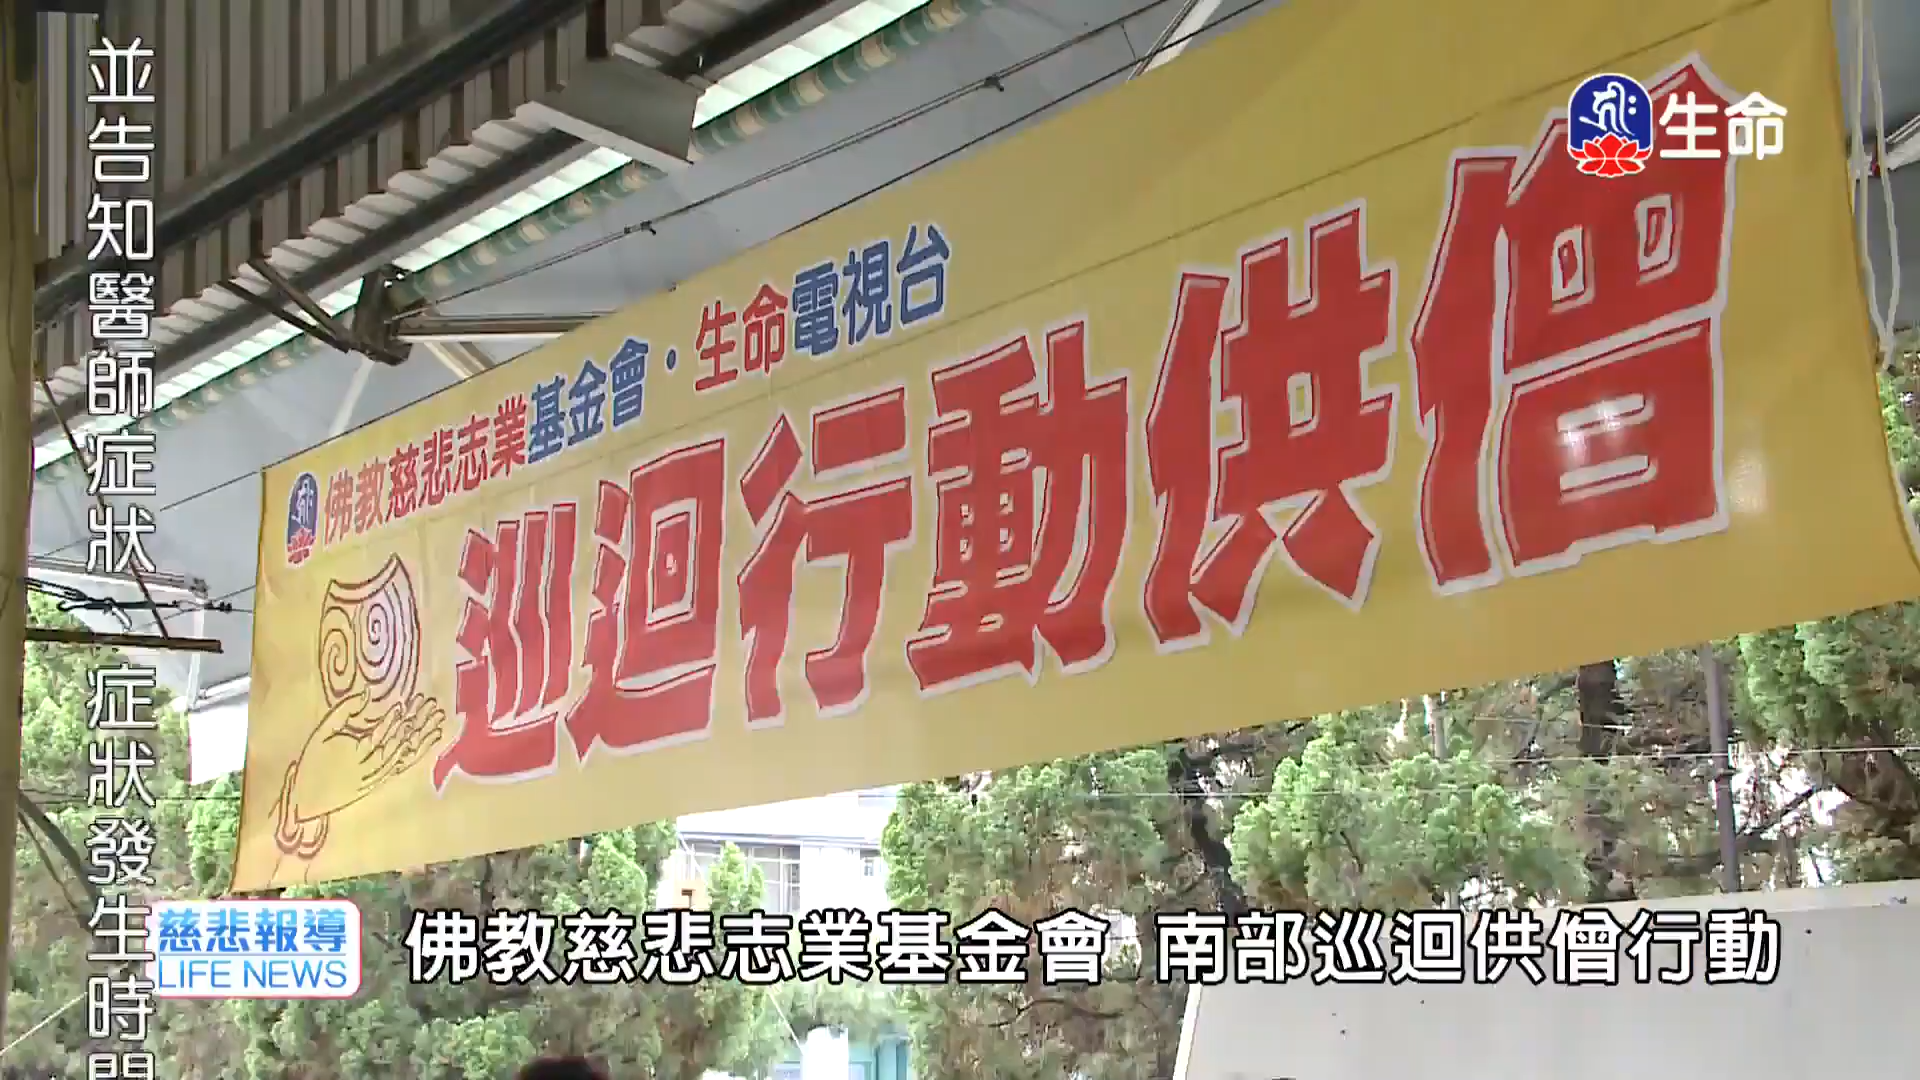 生命
並告知醫師症狀 症狀發生時間
佛教慈悲志業基金會・生命電視台
巡迴行動供僧
慈悲報導
LIFE NEWS
佛教慈悲志業基金會 南部巡迴供僧行動